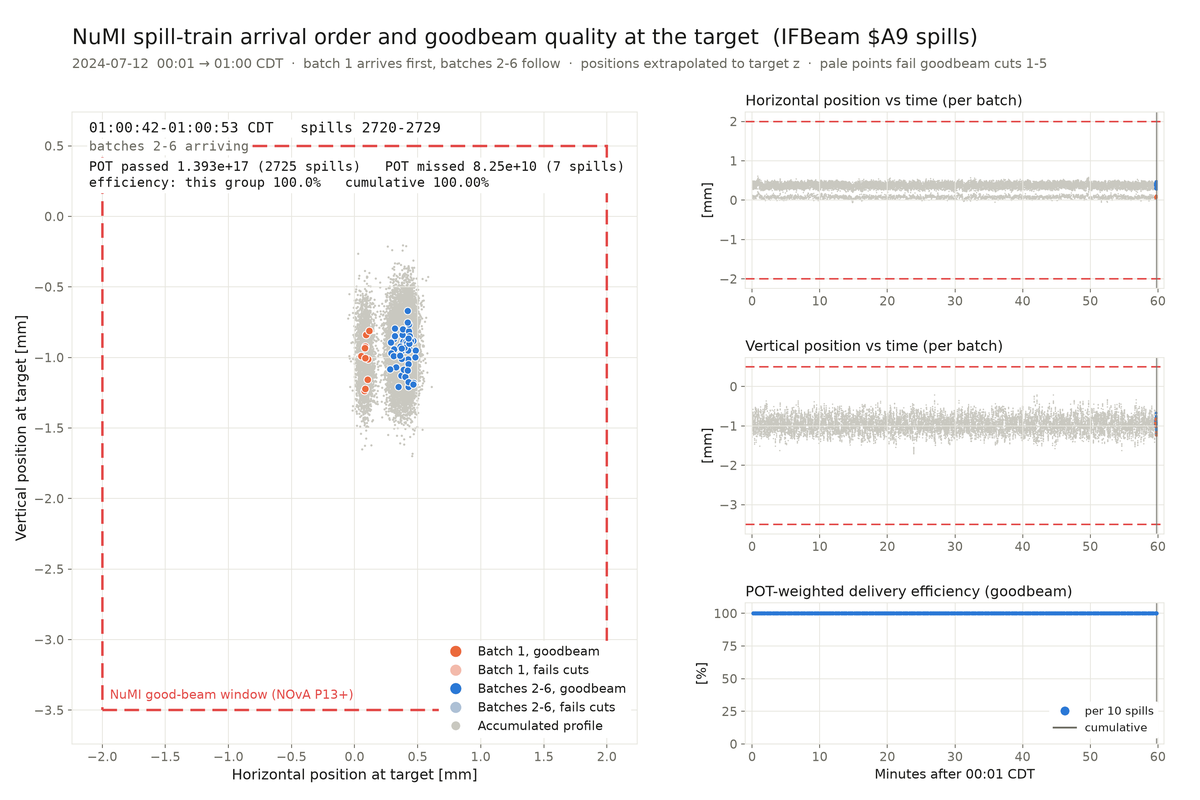 NuMI spill-train arrival order and goodbeam quality at the target  (IFBeam $A9 spills)
2024-07-12  00:01 → 01:00 CDT  ·  batch 1 arrives first, batches 2-6 follow  ·  positions extrapolated to target z  ·  pale points fail goodbeam cuts 1-5
01:00:42-01:00:53 CDT   spills 2720-2729
batches 2-6 arriving
POT passed 1.393e+17 (2725 spills)   POT missed 8.25e+10 (7 spills)
efficiency: this group 100.0%   cumulative 100.00%
0.5
0.0
−0.5
−1.0
−1.5
−2.0
−2.5
−3.0
−3.5
Vertical position at target [mm]
NuMI good-beam window (NOvA P13+)
Batch 1, goodbeam
Batch 1, fails cuts
Batches 2-6, goodbeam
Batches 2-6, fails cuts
Accumulated profile
−2.0 −1.5 −1.0 −0.5 0.0 0.5 1.0 1.5 2.0
Horizontal position at target [mm]
Horizontal position vs time (per batch)
2
1
0
−1
−2
[mm]
0 10 20 30 40 50 60
Vertical position vs time (per batch)
0
−1
−2
−3
[mm]
0 10 20 30 40 50 60
POT-weighted delivery efficiency (goodbeam)
100
75
50
25
0
[%]
per 10 spills
cumulative
0 10 20 30 40 50 60
Minutes after 00:01 CDT